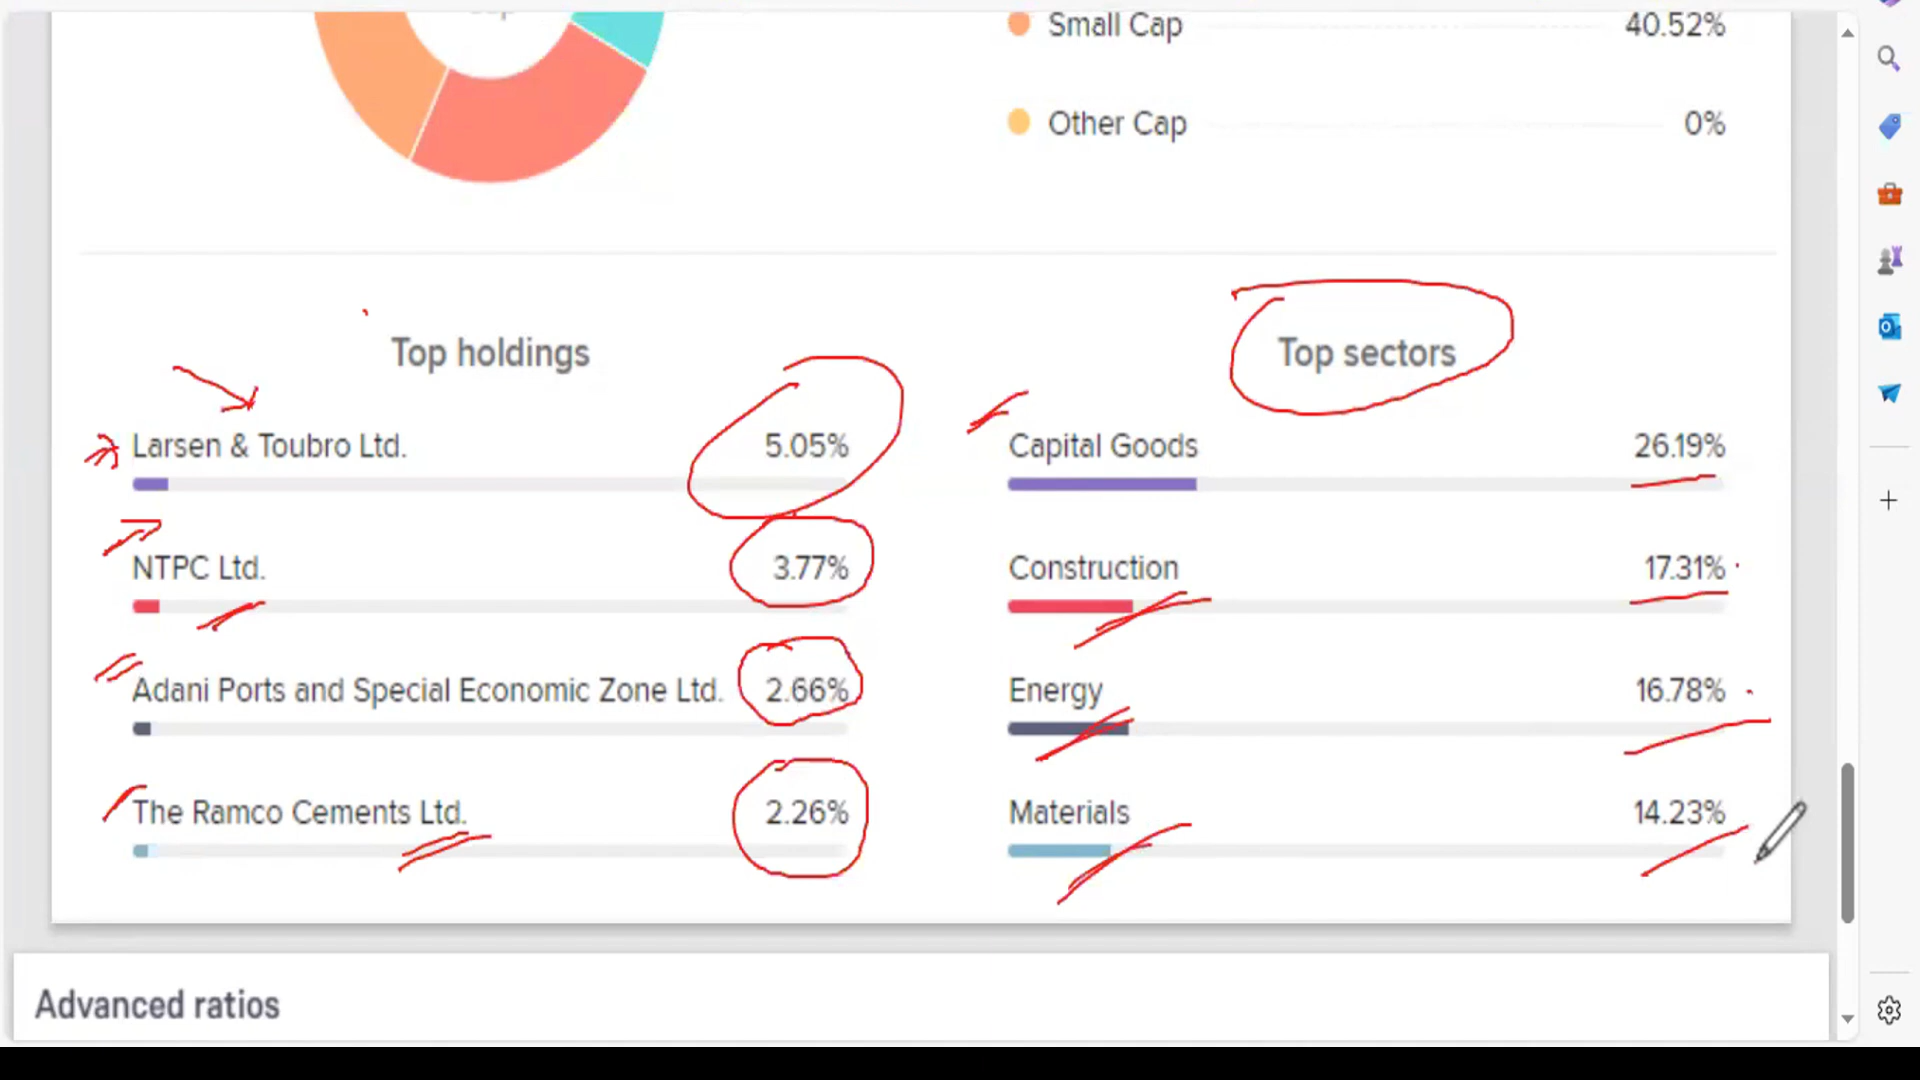 Small Cap 40.52%
Other Cap 0%
Top holdings
Larsen & Toubro Ltd. 5.05%
NTPC Ltd. 3.77%
Adani Ports and Special Economic Zone Ltd. 2.66%
The Ramco Cements Ltd. 2.26%
Top sectors
Capital Goods 26.19%
Construction 17.31%
Energy 16.78%
Materials 14.23%
Advanced ratios